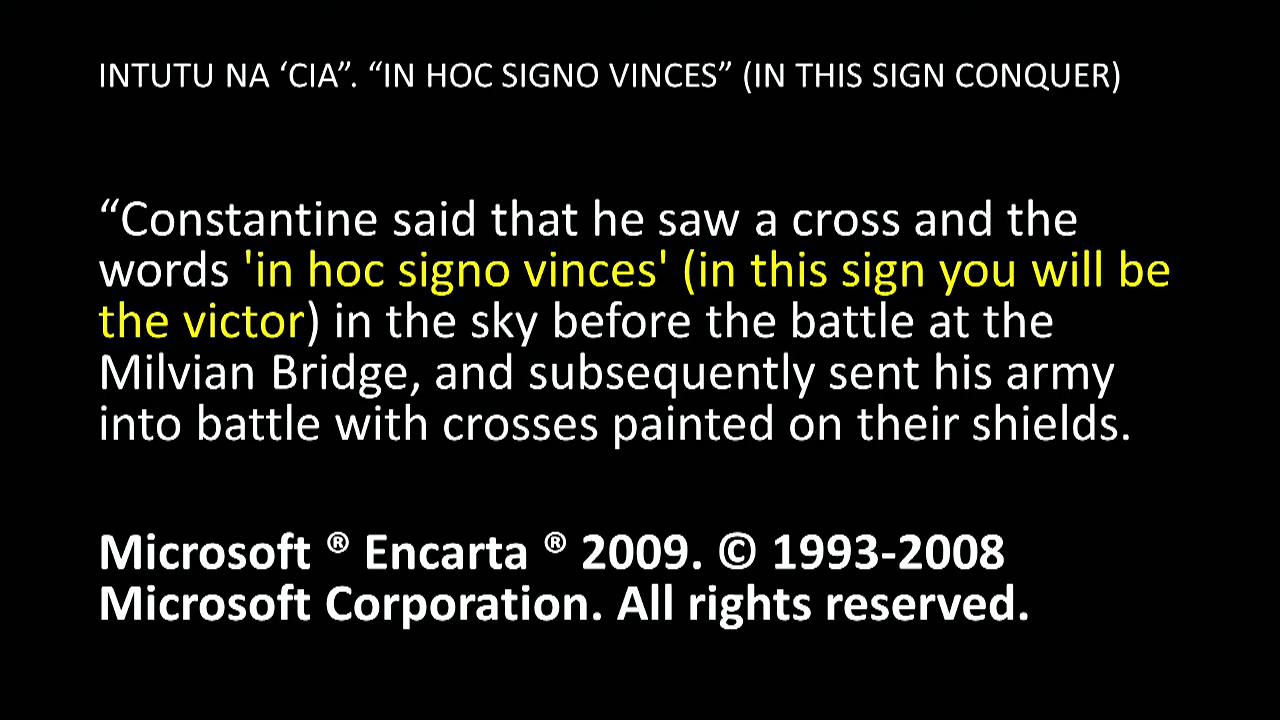 INTUTU NA ‘CIA”. “IN HOC SIGNO VINCES” (IN THIS SIGN CONQUER)
“Constantine said that he saw a cross and the
words 'in hoc signo vinces' (in this sign you will be
the victor) in the sky before the battle at the
Milvian Bridge, and subsequently sent his army
into battle with crosses painted on their shields.
Microsoft ® Encarta ® 2009. © 1993-2008
Microsoft Corporation. All rights reserved.